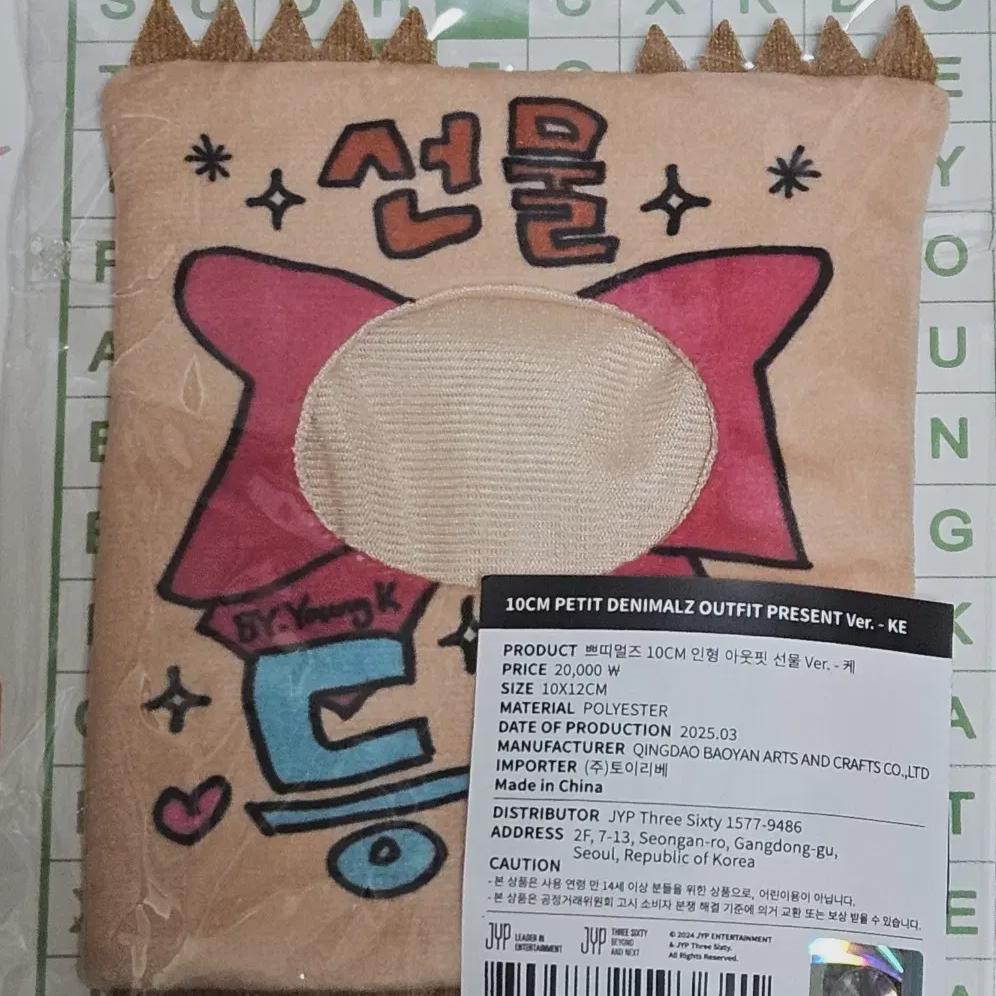 선물
BY. Young K
등
10CM PETIT DENIMALZ OUTFIT PRESENT Ver. - KE
PRODUCT 쁘띠멀즈 10CM 인형 아웃핏 선물 Ver. - 케
PRICE 20,000 ₩
SIZE 10X12CM
MATERIAL POLYESTER
DATE OF PRODUCTION 2025.03
MANUFACTURER QINGDAO BAOYAN ARTS AND CRAFTS CO.,LTD
IMPORTER (주)토이리베
Made in China
DISTRIBUTOR JYP Three Sixty 1577-9486
ADDRESS 2F, 7-13, Seongan-ro, Gangdong-gu,
Seoul, Republic of Korea
CAUTION
- 본 상품은 사용 연령 만 14세 이상 분들을 위한 상품으로, 어린이용이 아닙니다.
- 본 상품은 공정거래위원회 고시 소비자 분쟁 해결 기준에 의거 교환 또는 보상 받을 수 있습니다.
JYP LEADER IN ENTERTAINMENT
JYP THREE SIXTY BEYOND AND NEXT
© 2024 JYP ENTERTAINMENT
& JYP Three Sixty.
All Rights Reserved.
E
Y
O
U
N
G
K
A
T
E